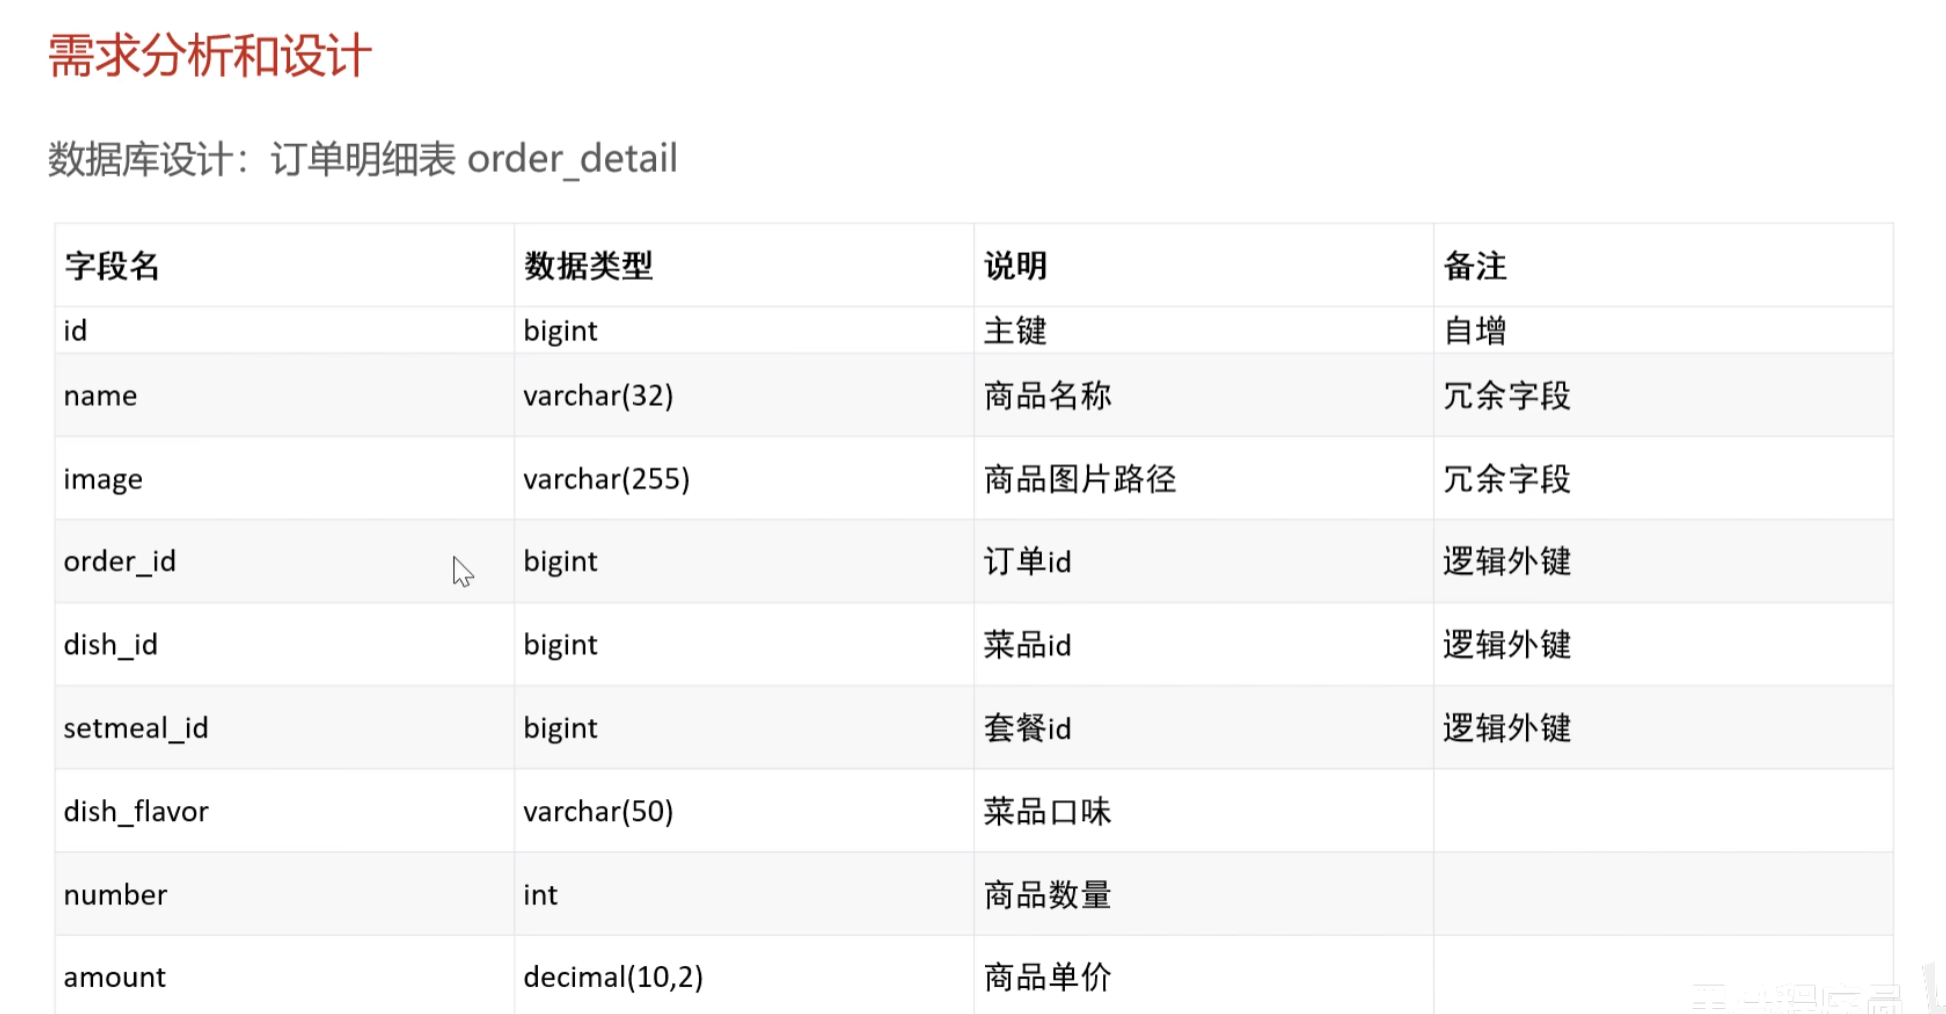 需求分析和设计
数据库设计：订单明细表 order_detail
字段名 数据类型 说明 备注
id bigint 主键 自增
name varchar(32) 商品名称 冗余字段
image varchar(255) 商品图片路径 冗余字段
order_id bigint 订单id 逻辑外键
dish_id bigint 菜品id 逻辑外键
setmeal_id bigint 套餐id 逻辑外键
dish_flavor varchar(50) 菜品口味
number int 商品数量
amount decimal(10,2) 商品单价